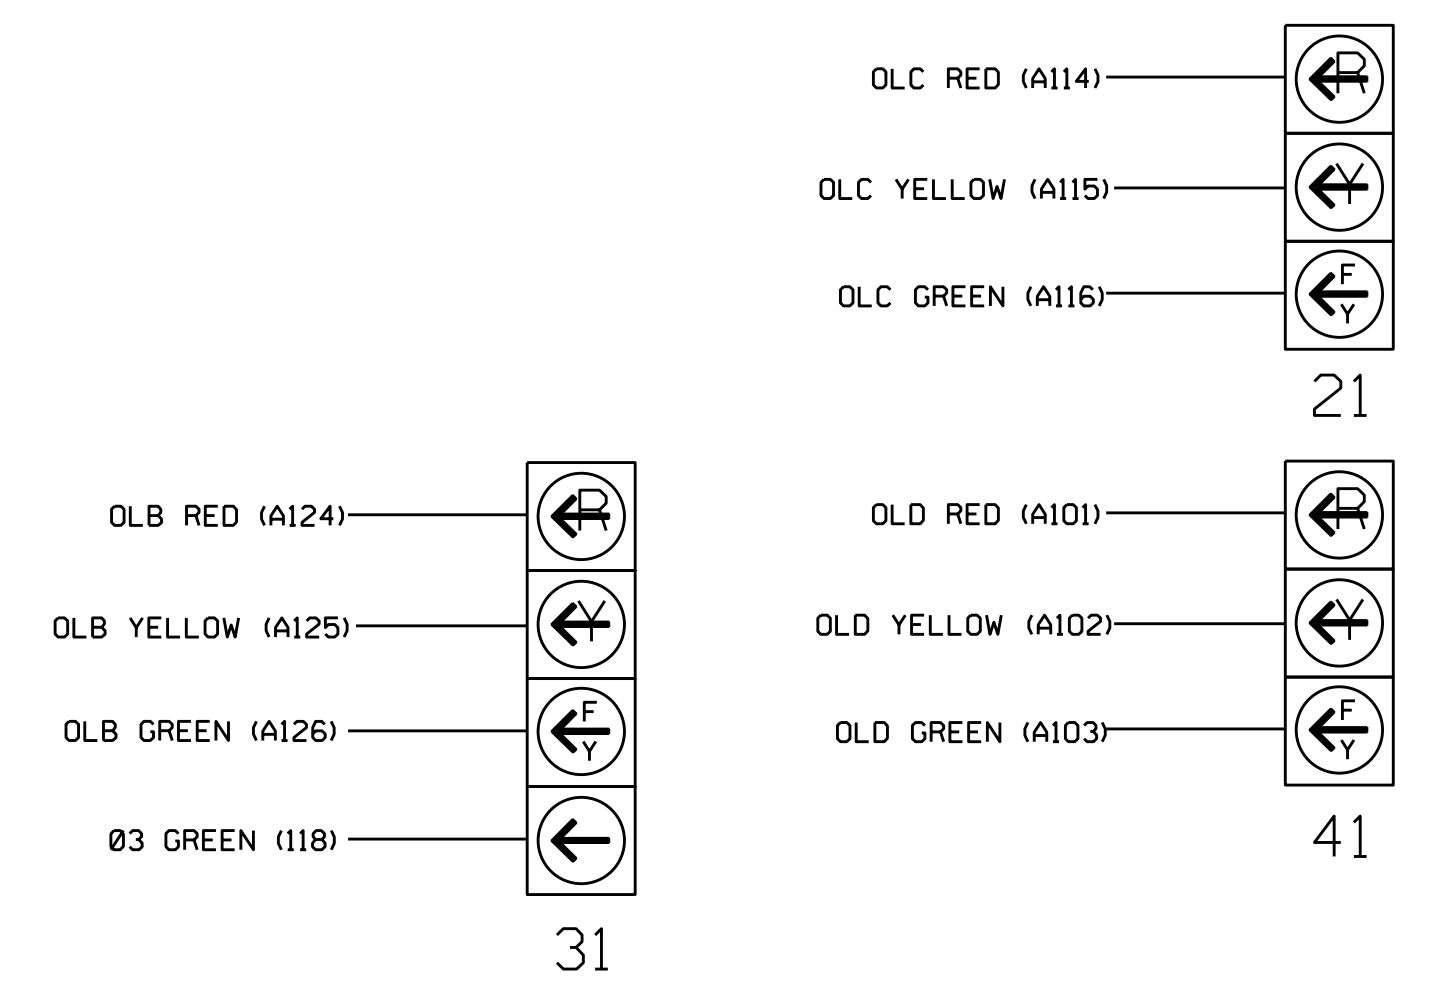 OLC RED (A114)
R
OLC YELLOW (A115)
Y
OLC GREEN (A116)
F
Y
21
OLB RED (A124)
R
OLB YELLOW (A125)
Y
OLB GREEN (A126)
F
Y
Ø3 GREEN (118)
31
OLD RED (A101)
R
OLD YELLOW (A102)
Y
OLD GREEN (A103)
F
Y
41